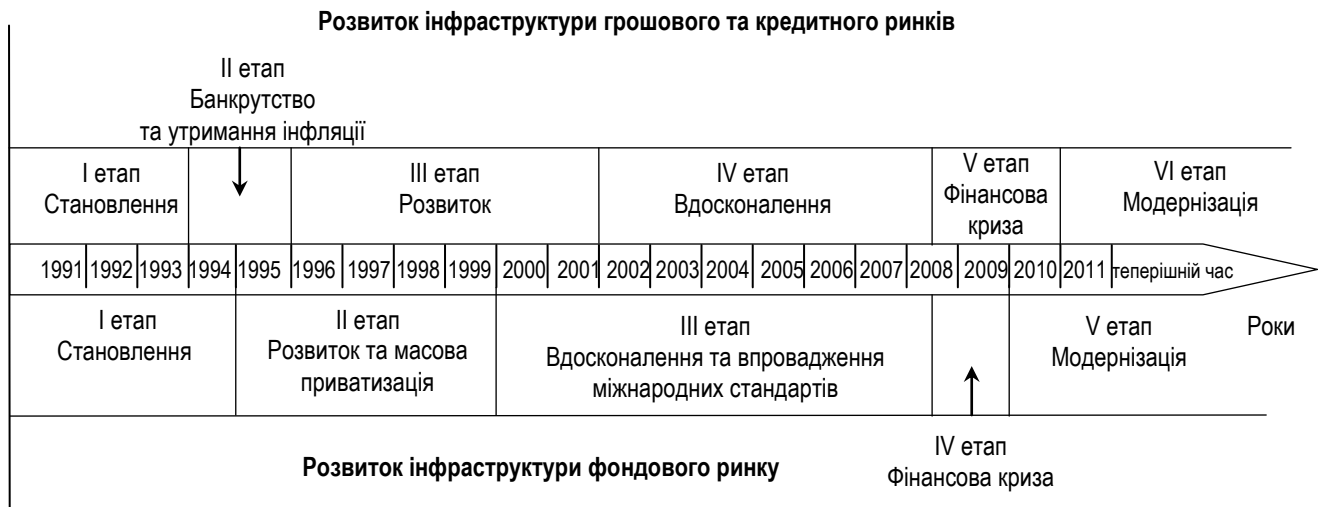 Розвиток інфраструктури грошового та кредитного ринків
ІІ етап
Банкрутство
та утримання інфляції
І етап
Становлення
ІІІ етап
Розвиток
IV етап
Вдосконалення
V етап
Фінансова
криза
VI етап
Модернізація
1991 1992 1993 1994 1995 1996 1997 1998 1999 2000 2001 2002 2003 2004 2005 2006 2007 2008 2009 2010 2011 теперішній час
І етап
Становлення
ІІ етап
Розвиток та масова
приватизація
ІІІ етап
Вдосконалення та впровадження
міжнародних стандартів
V етап
Модернізація
Роки
IV етап
Фінансова криза
Розвиток інфраструктури фондового ринку